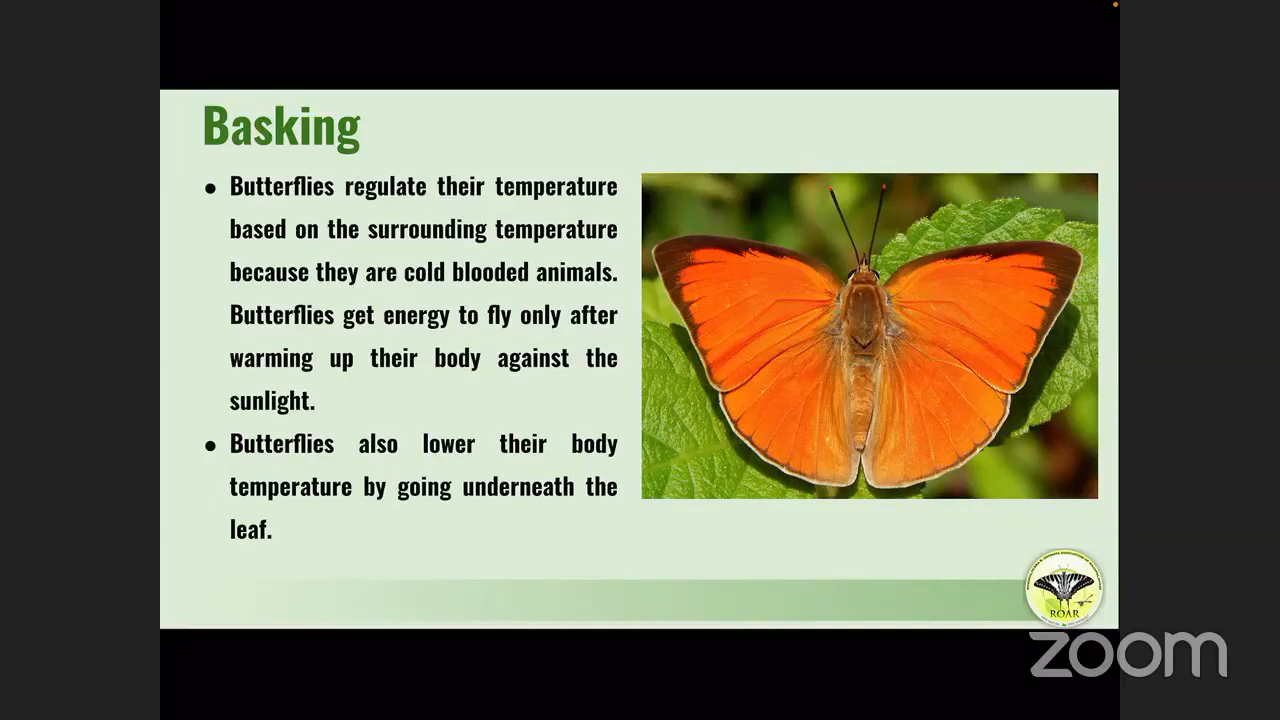 Basking
● Butterflies regulate their temperature
based on the surrounding temperature
because they are cold blooded animals.
Butterflies get energy to fly only after
warming up their body against the
sunlight.
● Butterflies also lower their body
temperature by going underneath the
leaf.
ROAR
zoom